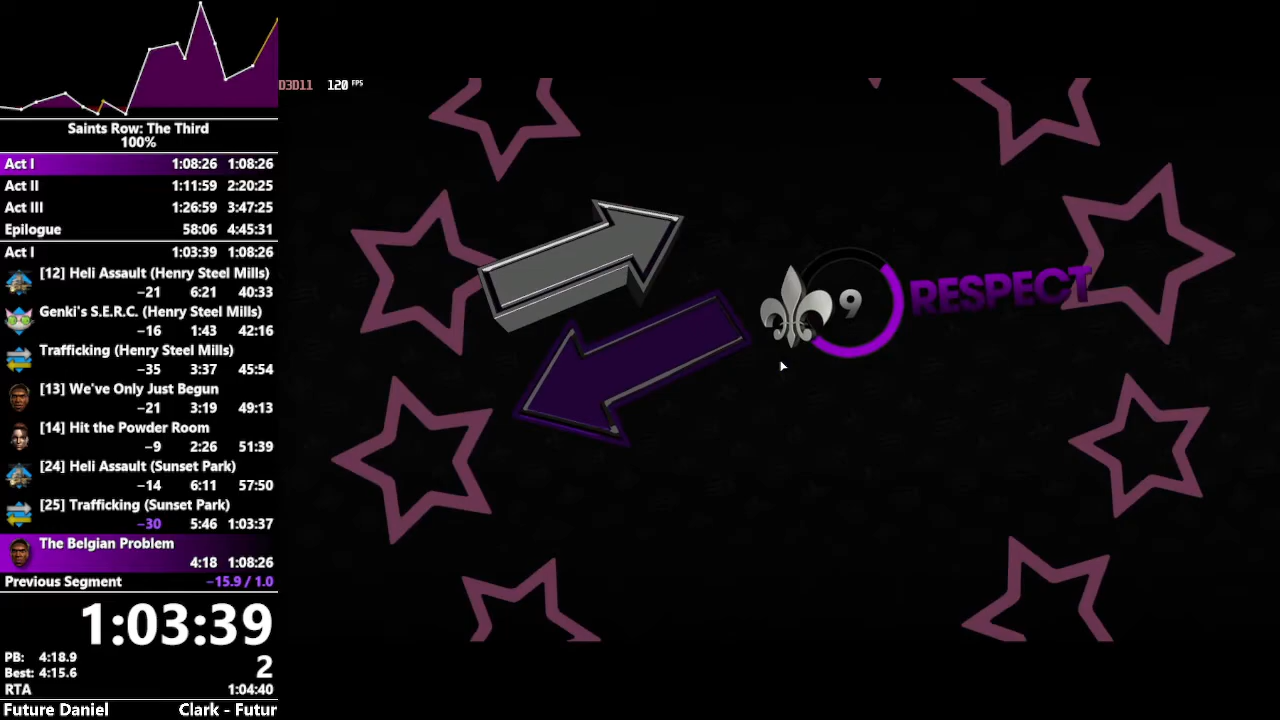 D3D11 120 FPS
Saints Row: The Third
100%
Act I 1:08:26 1:08:26
Act II 1:11:59 2:20:25
Act III 1:26:59 3:47:25
Epilogue 58:06 4:45:31
Act I 1:03:39 1:08:26
[12] Heli Assault (Henry Steel Mills)
−21 6:21 40:33
Genki's S.E.R.C. (Henry Steel Mills)
−16 1:43 42:16
Trafficking (Henry Steel Mills)
−35 3:37 45:54
[13] We've Only Just Begun
−21 3:19 49:13
[14] Hit the Powder Room
−9 2:26 51:39
[24] Heli Assault (Sunset Park)
−14 6:11 57:50
[25] Trafficking (Sunset Park)
−30 5:46 1:03:37
The Belgian Problem
4:18 1:08:26
Previous Segment −15.9 / 1.0
1:03:39
PB: 4:18.9
Best: 4:15.6
2
RTA 1:04:40
Future Daniel Clark - Futur
9 RESPECT